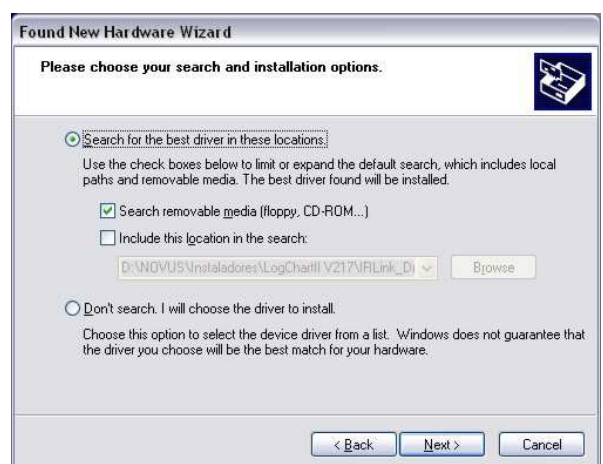 Found New Hardware Wizard
Please choose your search and installation options.
Search for the best driver in these locations.
Use the check boxes below to limit or expand the default search, which includes local
paths and removable media. The best driver found will be installed.
Search removable media (floppy, CD-ROM...)
Include this location in the search:
D:\NOVUS\Instaladores\LogChartII V217\IRLink_Di
Browse
Don't search. I will choose the driver to install.
Choose this option to select the device driver from a list. Windows does not guarantee that
the driver you choose will be the best match for your hardware.
< Back Next > Cancel